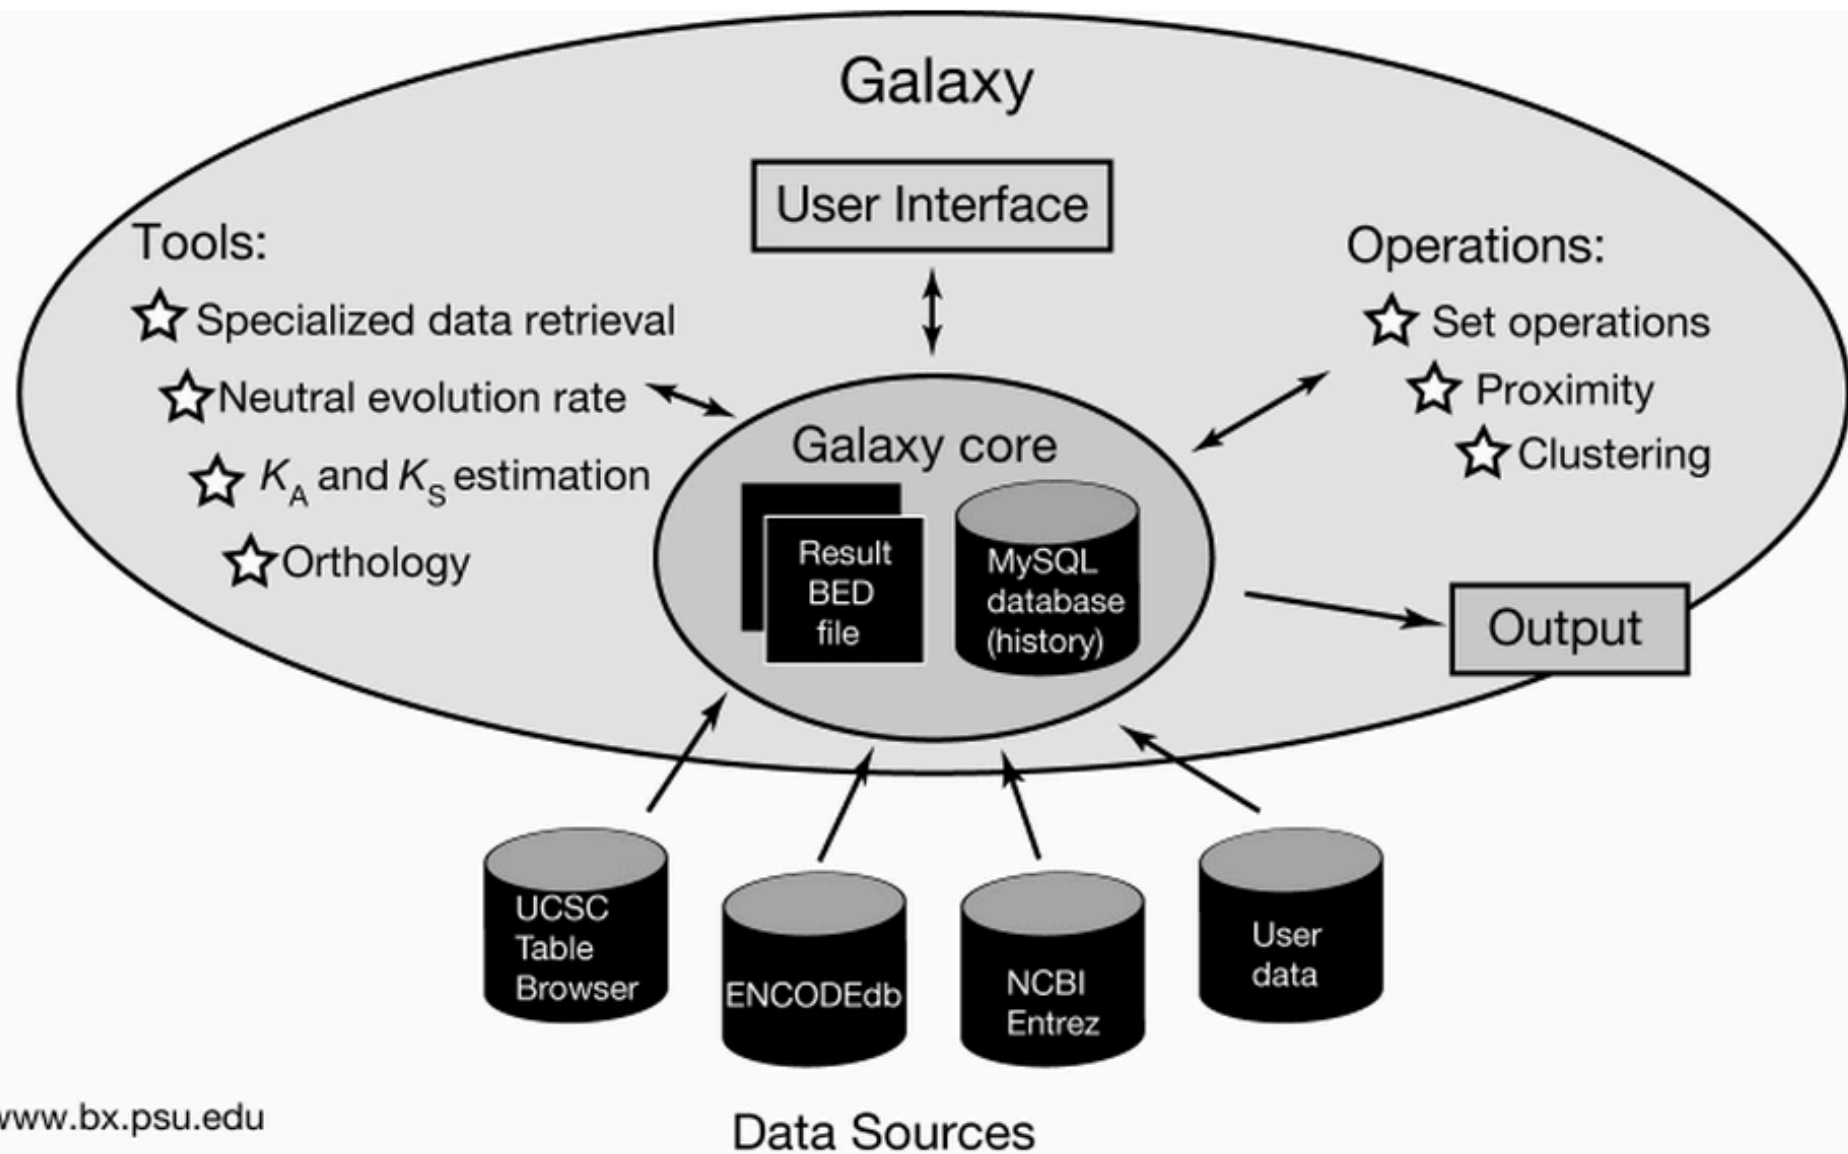 Galaxy
User Interface
Tools:
Specialized data retrieval
Neutral evolution rate
KA and KS estimation
Orthology
Operations:
Set operations
Proximity
Clustering
Galaxy core
Result
BED
file
MySQL
database
(history)
Output
UCSC
Table
Browser
ENCODEdb
NCBI
Entrez
User
data
www.bx.psu.edu
Data Sources